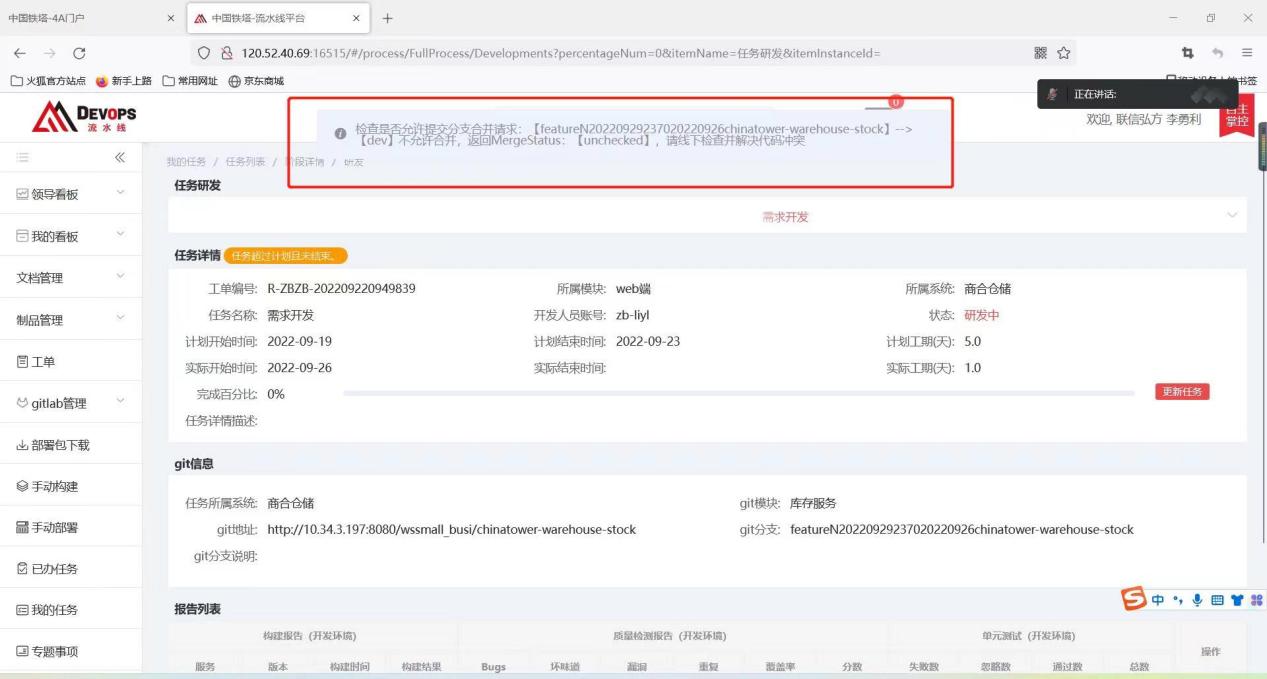 中国铁塔-4A门户
中国铁塔-流水线平台
120.52.40.69:16515/#/process/FullProcess/Developments?percentageNum=0&itemName=任务研发&itemInstanceId=
火狐官方站点 新手上路 常用网址 京东商城
正在讲话:
DEVOPS
流水线
欢迎, 联信弘方 李勇利
自主
掌控
0
检查是否允许提交分支合并请求：【featureN20220929237020220926chinatower-warehouse-stock】-->
【dev】不允许合并，返回MergeStatus：【unchecked】，请线下检查并解决代码冲突
我的任务 / 任务列表 / 阶段详情 / 研发
领导看板
我的看板
文档管理
制品管理
工单
gitlab管理
部署包下载
手动构建
手动部署
已办任务
我的任务
专题事项
任务研发
需求开发
任务详情 任务超过计划且未结束。
工单编号: R-ZBZB-202209220949839 所属模块: web端 所属系统: 商合仓储
任务名称: 需求开发 开发人员账号: zb-liyl 状态: 研发中
计划开始时间: 2022-09-19 计划结束时间: 2022-09-23 计划工期(天): 5.0
实际开始时间: 2022-09-26 实际结束时间: 实际工期(天): 1.0
完成百分比: 0% 更新任务
任务详情描述:
git信息
任务所属系统: 商合仓储 git模块: 库存服务
git地址: http://10.34.3.197:8080/wssmall_busi/chinatower-warehouse-stock git分支: featureN20220929237020220926chinatower-warehouse-stock
git分支说明:
中
报告列表
构建报告（开发环境） 质量检测报告（开发环境） 单元测试（开发环境） 操作
服务 版本 构建时间 构建结果 Bugs 坏味道 漏洞 重复 覆盖率 分数 失败数 忽略数 通过数 总数